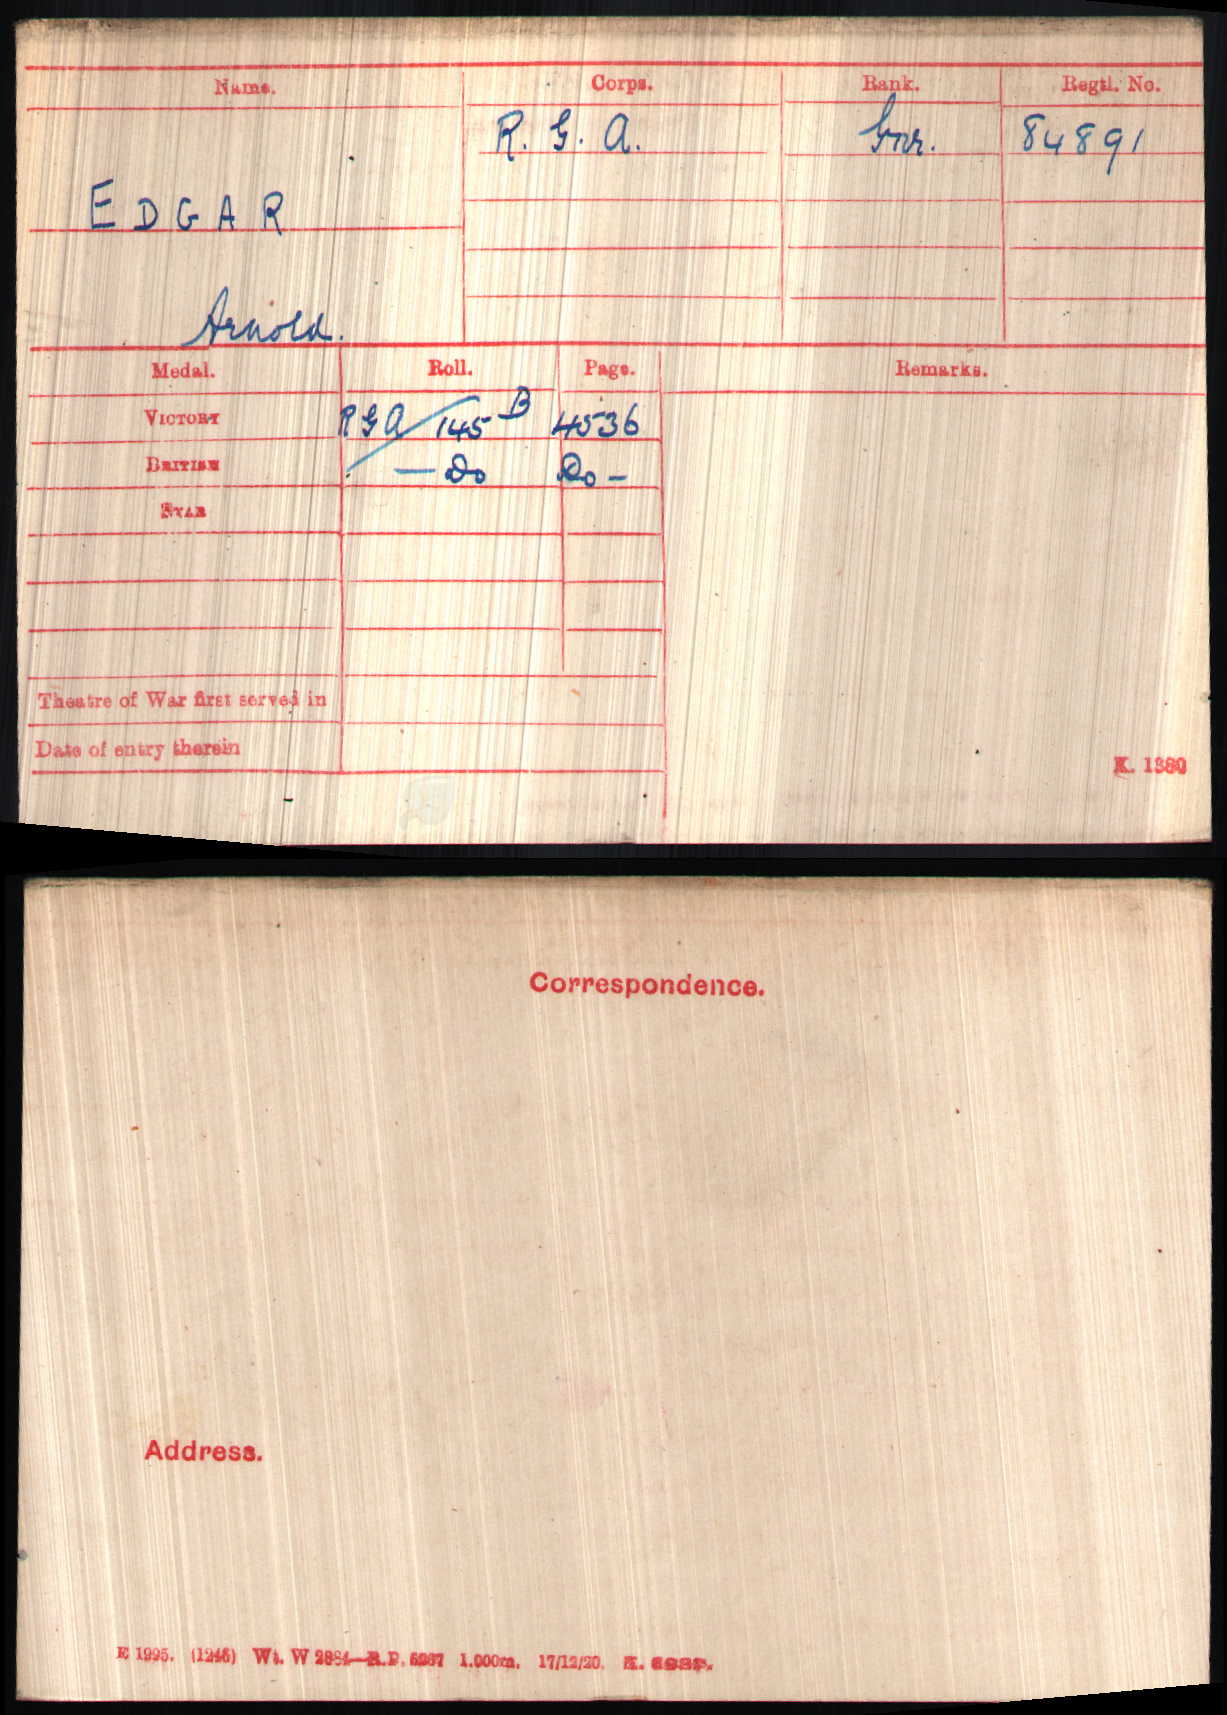 Name. Corps. Rank. Regtl. No.
R. G. A. Gnr. 84891
EDGAR
Arnold.
Medal. Roll. Page. Remarks.
VICTORY RGA/145 B 4536
BRITISH — Do Do —
STAR
Theatre of War first served in
Date of entry therein
K. 1380
Correspondence.
Address.
E 1995. (1246) Wt. W 2884—R.P. 1,000m. 17/12/20. K.